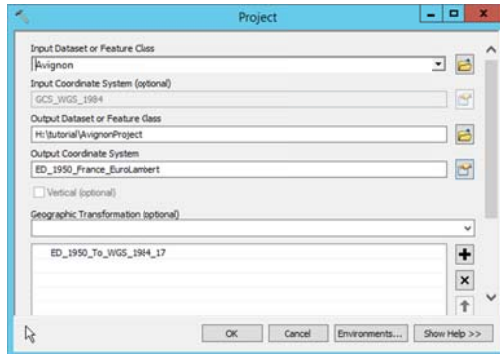 Project
Input Dataset or Feature Class
Avignon
Input Coordinate System (optional)
GCS_WGS_1984
Output Dataset or Feature Class
H:\tutorial\AvignonProject
Output Coordinate System
ED_1950_France_EuroLambert
Vertical (optional)
Geographic Transformation (optional)
ED_1950_To_WGS_1984_17
OK
Cancel
Environments...
Show Help >>